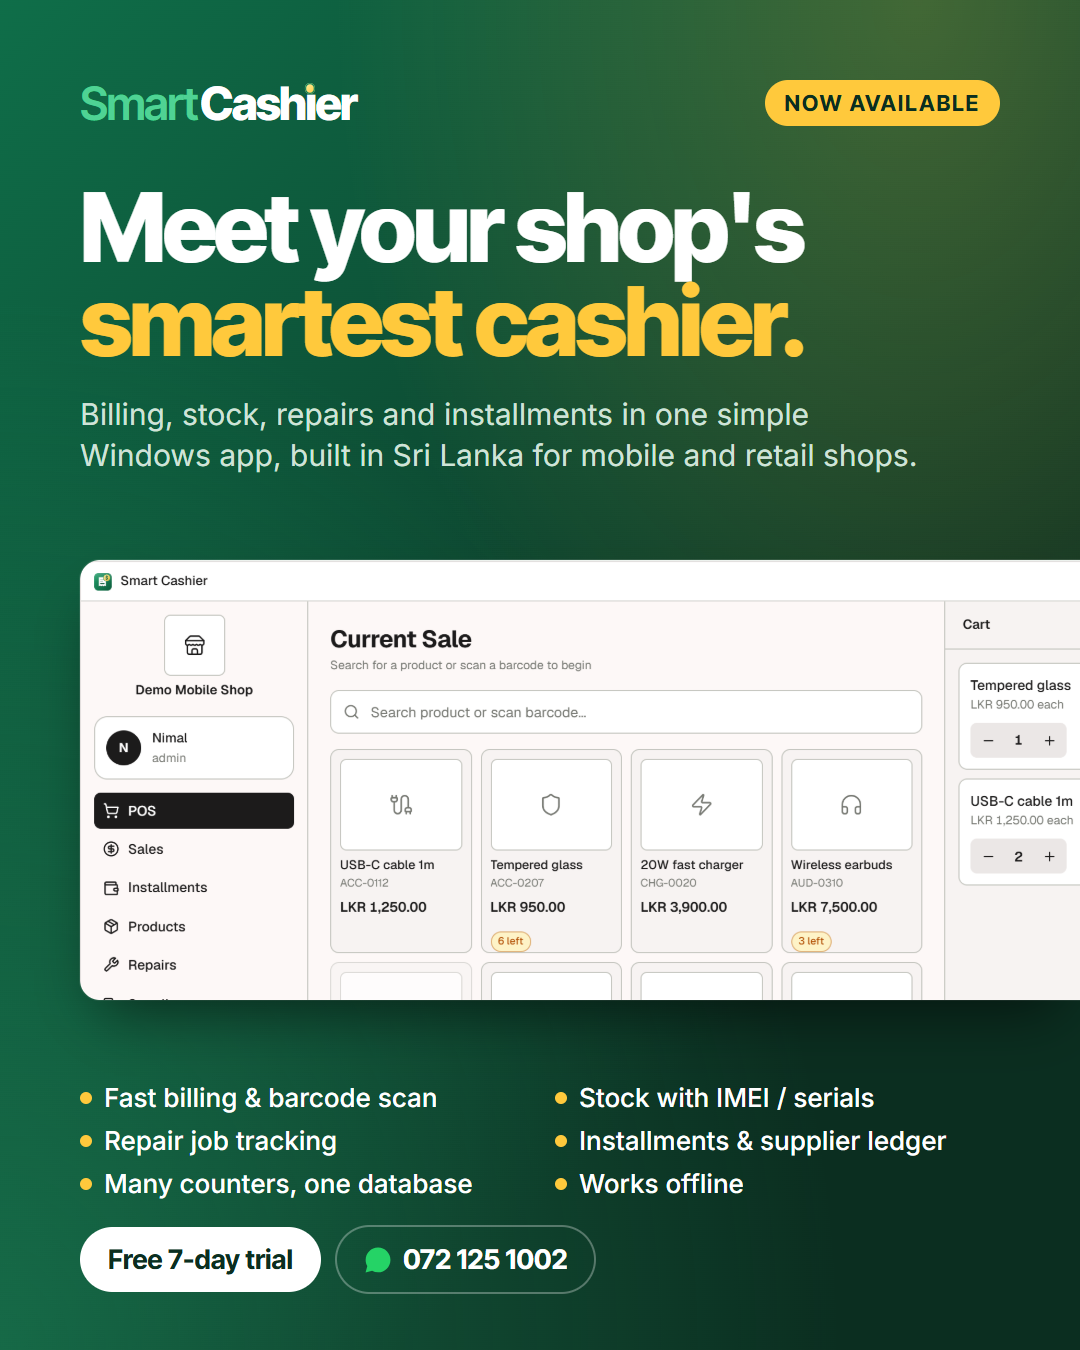 SmartCashier
NOW AVAILABLE
Meet your shop's
smartest cashier.
Billing, stock, repairs and installments in one simple
Windows app, built in Sri Lanka for mobile and retail shops.
Smart Cashier
Demo Mobile Shop
N
Nimal
admin
POS
Sales
Installments
Products
Repairs
Current Sale
Search for a product or scan a barcode to begin
Search product or scan barcode...
USB-C cable 1m
ACC-0112
LKR 1,250.00
Tempered glass
ACC-0207
LKR 950.00
6 left
20W fast charger
CHG-0020
LKR 3,900.00
Wireless earbuds
AUD-0310
LKR 7,500.00
3 left
Cart
Tempered glass
LKR 950.00 each
− 1 +
USB-C cable 1m
LKR 1,250.00 each
− 2 +
Fast billing & barcode scan
Repair job tracking
Many counters, one database
Stock with IMEI / serials
Installments & supplier ledger
Works offline
Free 7-day trial
072 125 1002